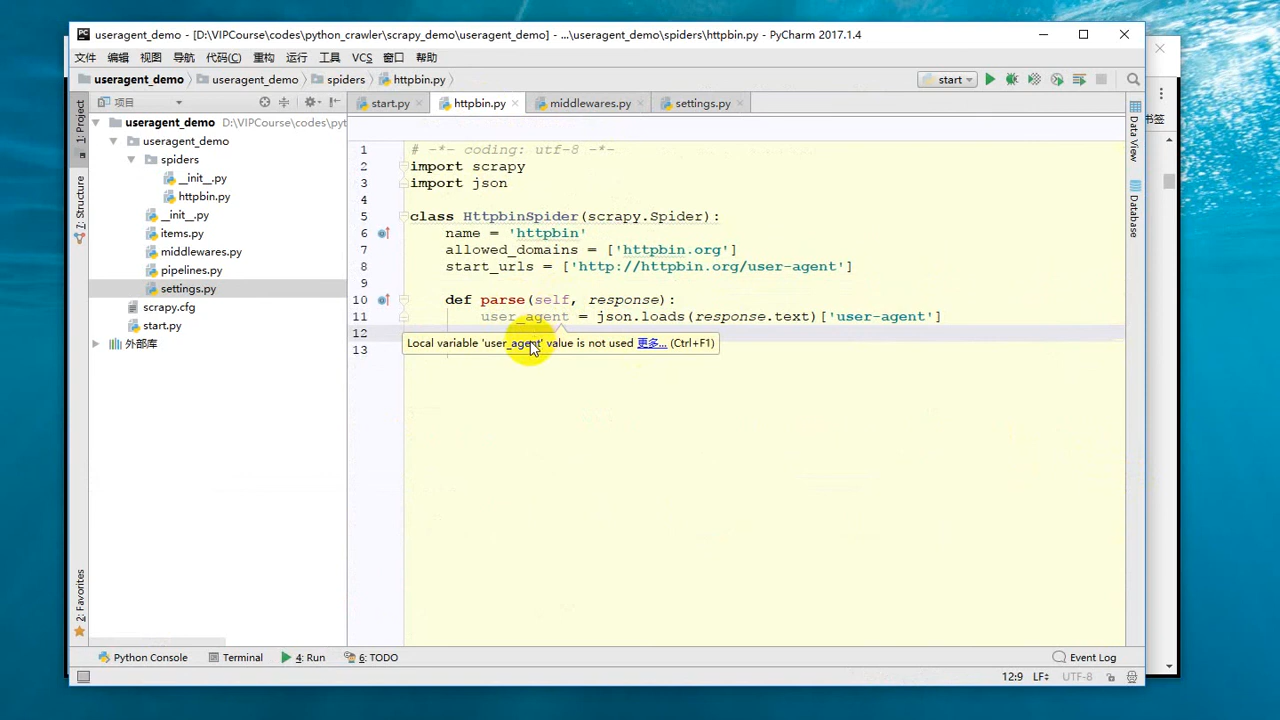 useragent_demo - [D:\VIPCourse\codes\python_crawler\scrapy_demo\useragent_demo] - ...\useragent_demo\spiders\httpbin.py - PyCharm 2017.1.4
文件 编辑 视图 导航 代码(C) 重构 运行 工具 VCS 窗口 帮助
useragent_demo useragent_demo spiders httpbin.py start
项目 start.py httpbin.py middlewares.py settings.py
1: Project
7: Structure
2: Favorites
useragent_demo D:\VIPCourse\codes\pyt
useragent_demo
spiders
__init__.py
httpbin.py
__init__.py
items.py
middlewares.py
pipelines.py
settings.py
scrapy.cfg
start.py
外部库
1 # -*- coding: utf-8 -*-
2 import scrapy
3 import json
4
5 class HttpbinSpider(scrapy.Spider):
6 name = 'httpbin'
7 allowed_domains = ['httpbin.org']
8 start_urls = ['http://httpbin.org/user-agent']
9
10 def parse(self, response):
11 user_agent = json.loads(response.text)['user-agent']
12
Local variable 'user_agent' value is not used 更多... (Ctrl+F1)
13
Data View
Database
书签
Python Console Terminal 4: Run 6: TODO Event Log
12:9 LF÷ UTF-8